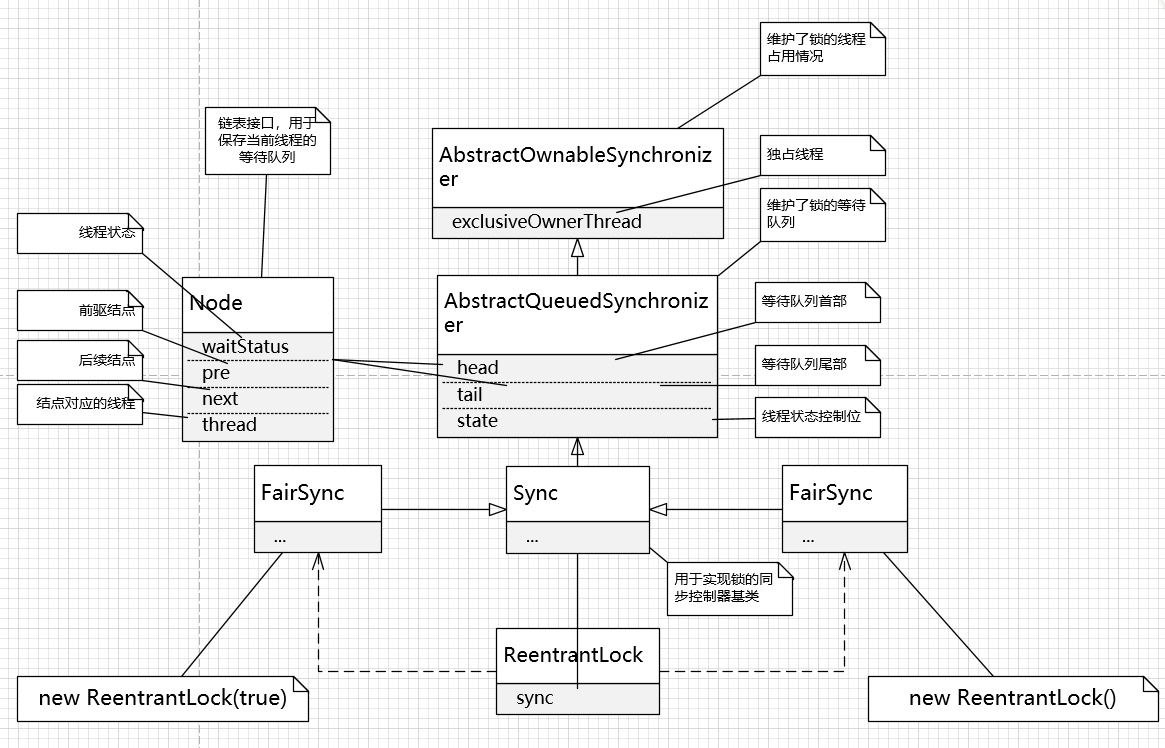 维护了锁的线程
占用情况
链表接口，用于
保存当前线程的
等待队列
AbstractOwnableSynchroniz
er
exclusiveOwnerThread
独占线程
维护了锁的等待
队列
线程状态
前驱结点
后续结点
结点对应的线程
Node
waitStatus
pre
next
thread
AbstractQueuedSynchroniz
er
head
tail
state
等待队列首部
等待队列尾部
线程状态控制位
FairSync
...
Sync
...
FairSync
...
用于实现锁的同
步控制器基类
ReentrantLock
sync
new ReentrantLock(true)
new ReentrantLock()